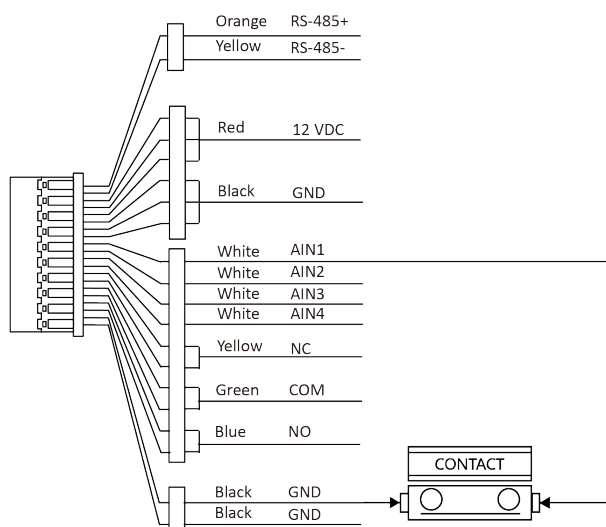 Orange RS-485+
Yellow RS-485-
Red 12 VDC
Black GND
White AIN1
White AIN2
White AIN3
White AIN4
Yellow NC
Green COM
Blue NO
CONTACT
Black GND
Black GND